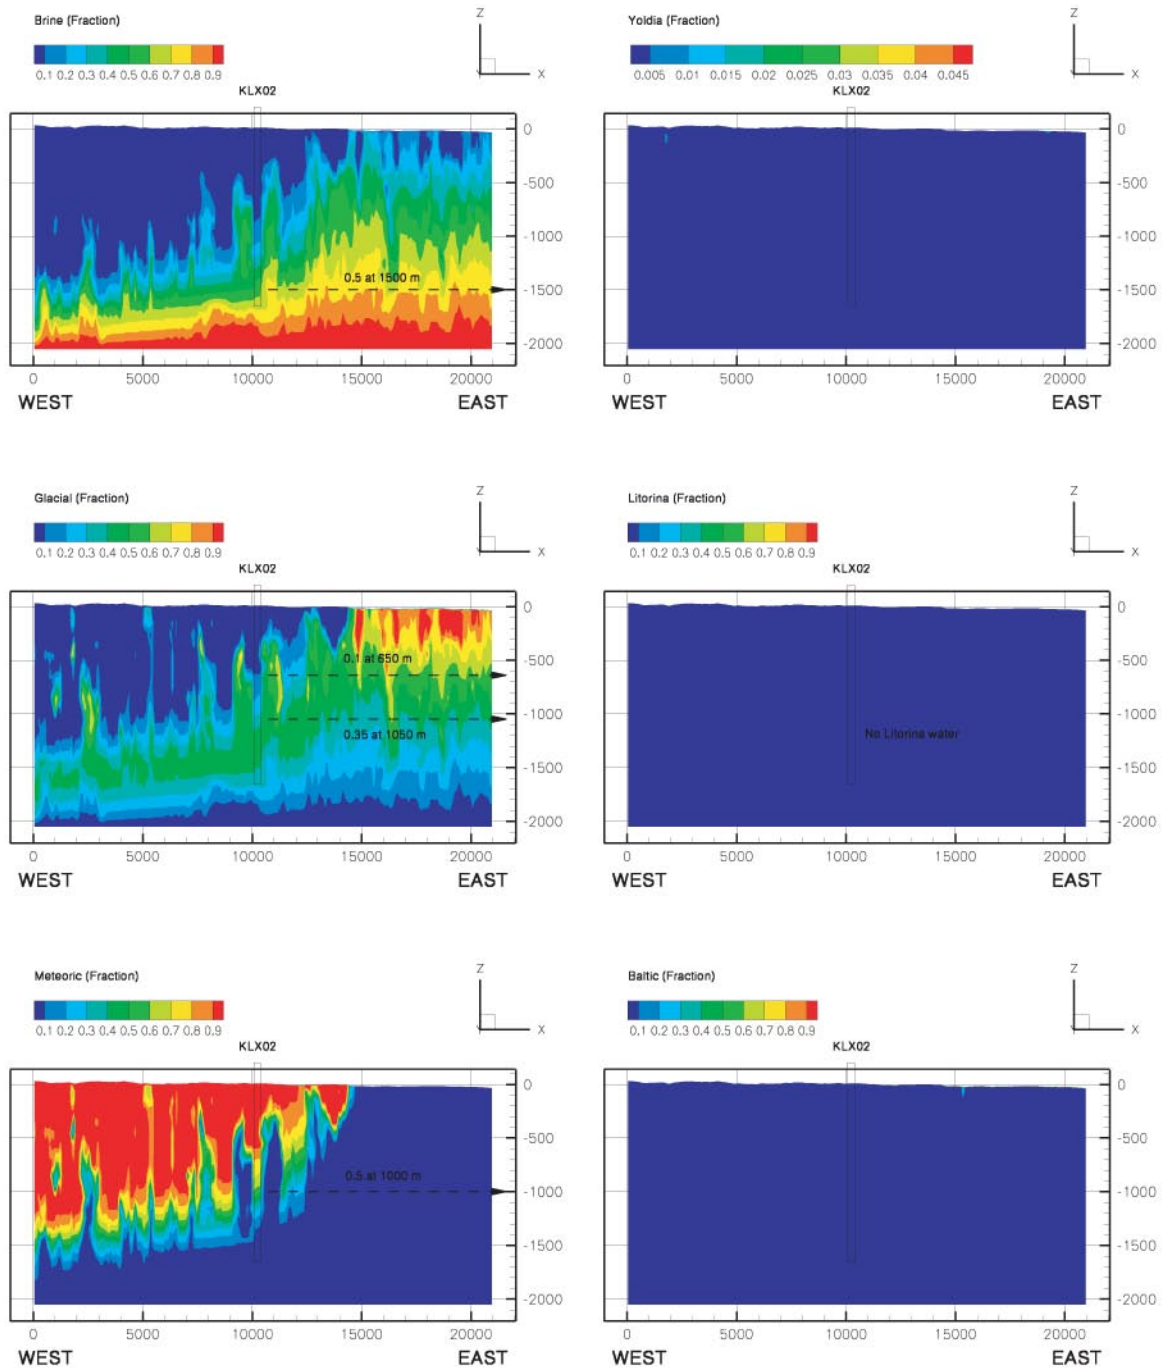 Brine (Fraction)
Z
X
0.1 0.2 0.3 0.4 0.5 0.6 0.7 0.8 0.9
KLX02
0
-500
-1000
0.5 at 1500 m
-1500
-2000
0 5000 10000 15000 20000
WEST EAST
Yoldia (Fraction)
Z
X
0.005 0.01 0.015 0.02 0.025 0.03 0.035 0.04 0.045
KLX02
0
-500
-1000
-1500
-2000
0 5000 10000 15000 20000
WEST EAST
Glacial (Fraction)
Z
X
0.1 0.2 0.3 0.4 0.5 0.6 0.7 0.8 0.9
KLX02
0
-500
0.1 at 650 m
-1000
0.35 at 1050 m
-1500
-2000
0 5000 10000 15000 20000
WEST EAST
Litorina (Fraction)
Z
X
0.1 0.2 0.3 0.4 0.5 0.6 0.7 0.8 0.9
KLX02
0
-500
-1000
No Litorina water
-1500
-2000
0 5000 10000 15000 20000
WEST EAST
Meteoric (Fraction)
Z
X
0.1 0.2 0.3 0.4 0.5 0.6 0.7 0.8 0.9
KLX02
0
-500
0.5 at 1000 m
-1000
-1500
-2000
0 5000 10000 15000 20000
WEST EAST
Baltic (Fraction)
Z
X
0.1 0.2 0.3 0.4 0.5 0.6 0.7 0.8 0.9
KLX02
0
-500
-1000
-1500
-2000
0 5000 10000 15000 20000
WEST EAST